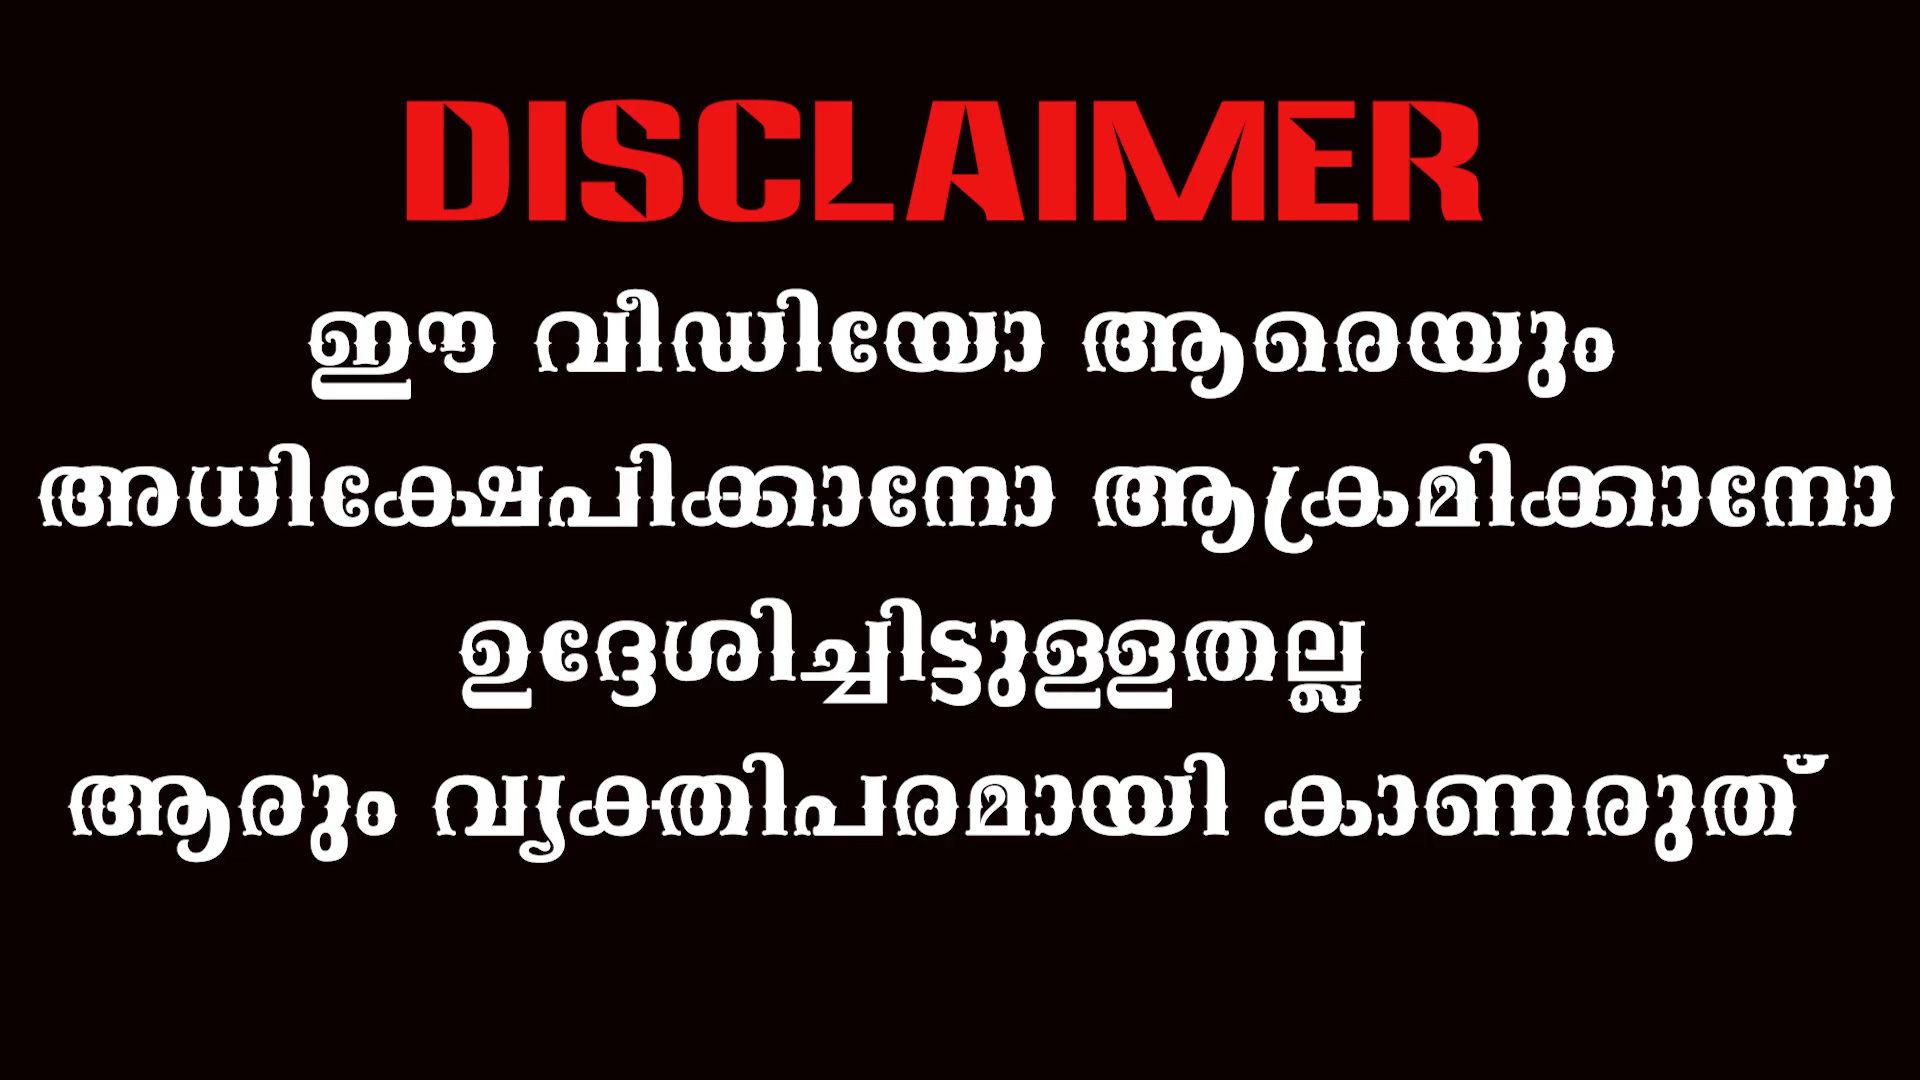 DISCLAIMER
ഈ വീഡിയോ ആരെയും
അധിക്ഷേപിക്കാനോ ആക്രമിക്കാനോ
ഉദ്ദേശിച്ചിട്ടുള്ളതല്ല
ആരും വ്യക്തിപരമായി കാണരുത്